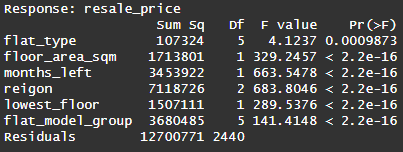 Response: resale_price
Sum Sq Df F value Pr(>F)
flat_type 107324 5 4.1237 0.0009873
floor_area_sqm 1713801 1 329.2457 < 2.2e-16
months_left 3453922 1 663.5478 < 2.2e-16
reigon 7118726 2 683.8046 < 2.2e-16
lowest_floor 1507111 1 289.5376 < 2.2e-16
flat_model_group 3680485 5 141.4148 < 2.2e-16
Residuals 12700771 2440